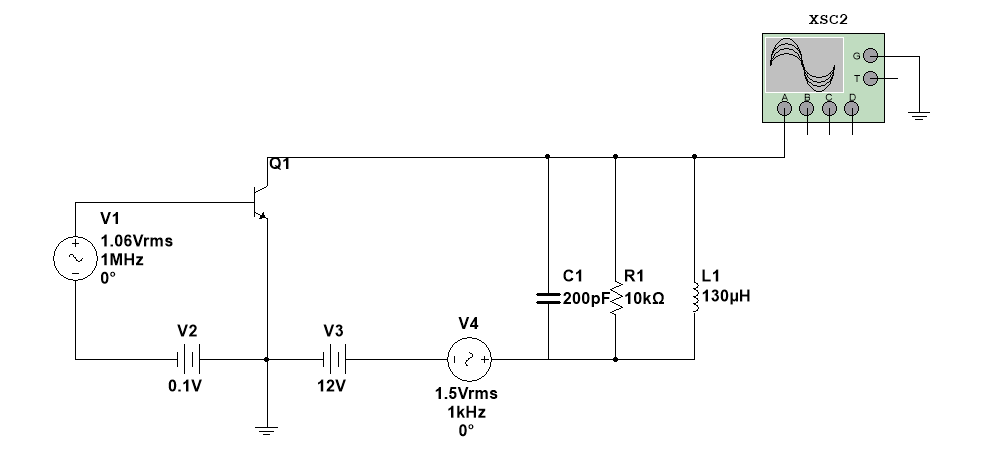 XSC2
G
T
A B C D
Q1
V1
1.06Vrms
1MHz
0°
C1
200pF
R1
10kΩ
L1
130µH
V2
0.1V
V3
12V
V4
1.5Vrms
1kHz
0°